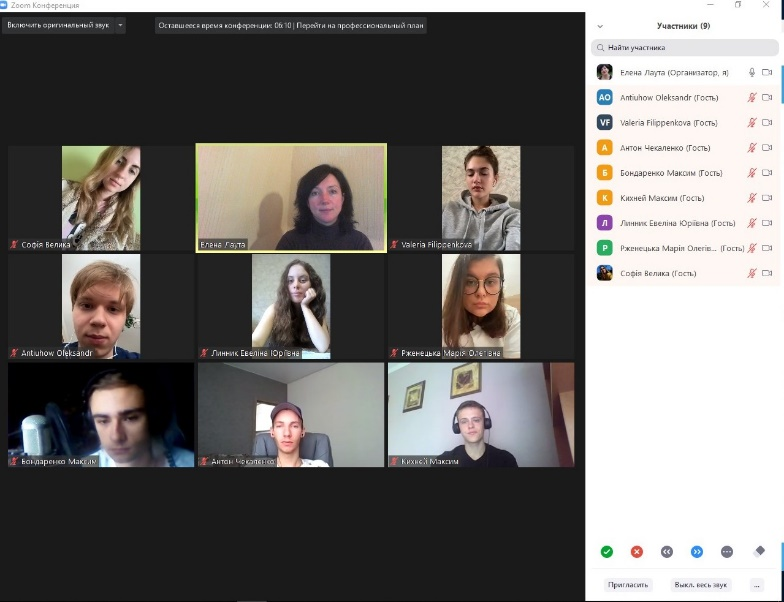 Zoom Конференция
Включить оригинальный звук
Оставшееся время конференции: 06:10 | Перейти на профессиональный план
Софія Велика
Елена Лаута
Valeria Filippenkova
Antiuhow Oleksandr
Линник Евеліна Юріївна
Рженецька Марія Олегівна
Бондаренко Максим
Антон Чекаленко
Кихней Максим
Участники (9)
Найти участника
Елена Лаута (Организатор, я)
AO Antiuhow Oleksandr (Гость)
VF Valeria Filippenkova (Гость)
А Антон Чекаленко (Гость)
Б Бондаренко Максим (Гость)
К Кихней Максим (Гость)
Л Линник Евеліна Юріївна (Гость)
Р Рженецька Марія Олегів... (Гость)
Софія Велика (Гость)
Пригласить
Выкл. весь звук
...